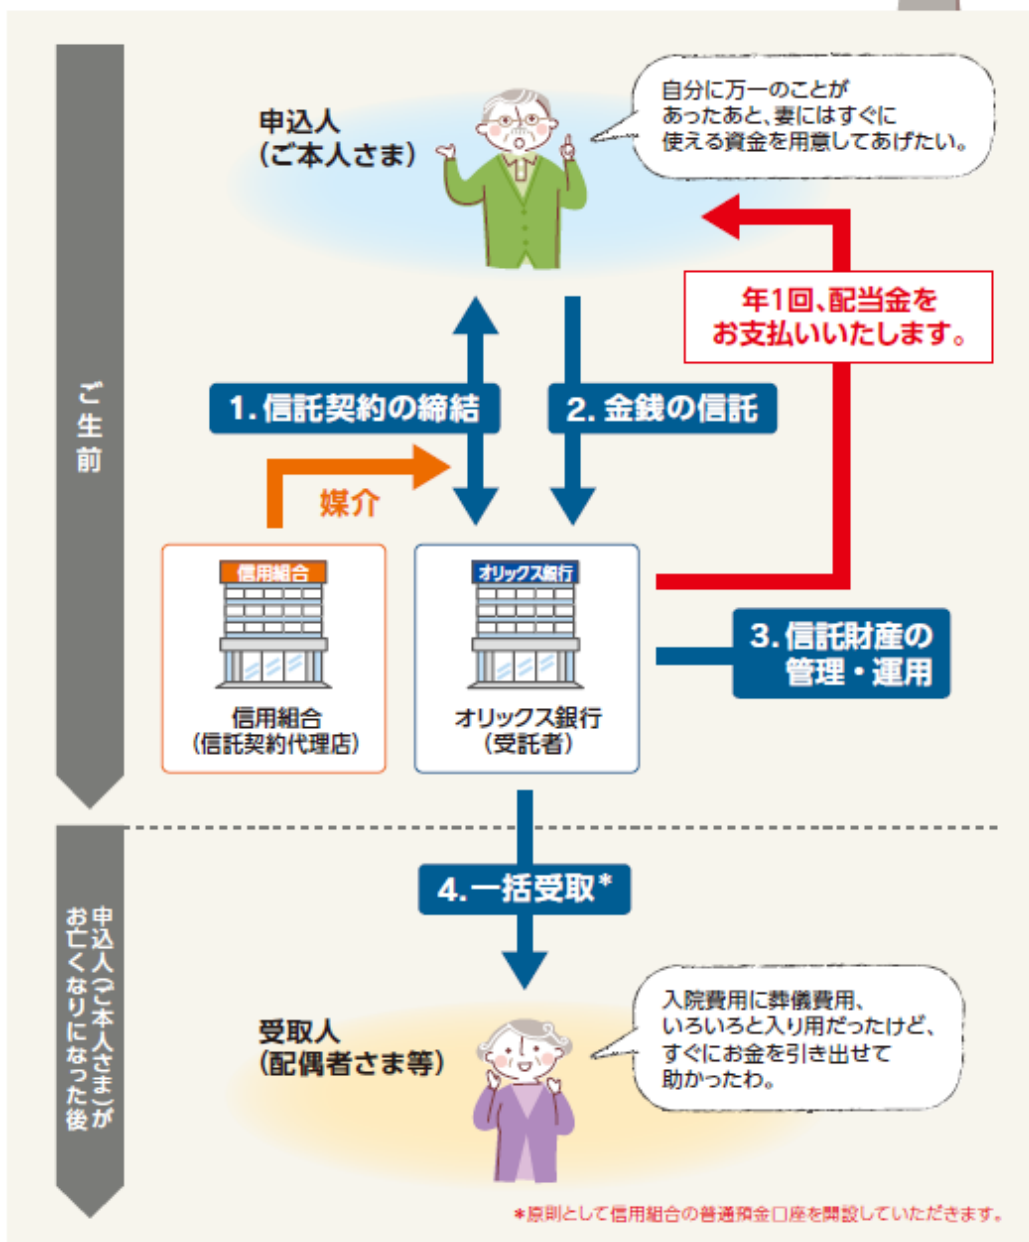 ご生前
申込人
(ご本人さま)
自分に万一のことが
あったあと、妻にはすぐに
使える資金を用意してあげたい。
年1回、配当金を
お支払いいたします。
1.信託契約の締結
2.金銭の信託
媒介
信用組合
信用組合
(信託契約代理店)
オリックス銀行
オリックス銀行
(受託者)
3.信託財産の
管理・運用
申込人(ご本人さま)が
お亡くなりになった後
4.一括受取*
受取人
(配偶者さま等)
入院費用に葬儀費用、
いろいろと入り用だったけど、
すぐにお金を引き出せて
助かったわ。
*原則として信用組合の普通預金口座を開設していただきます。